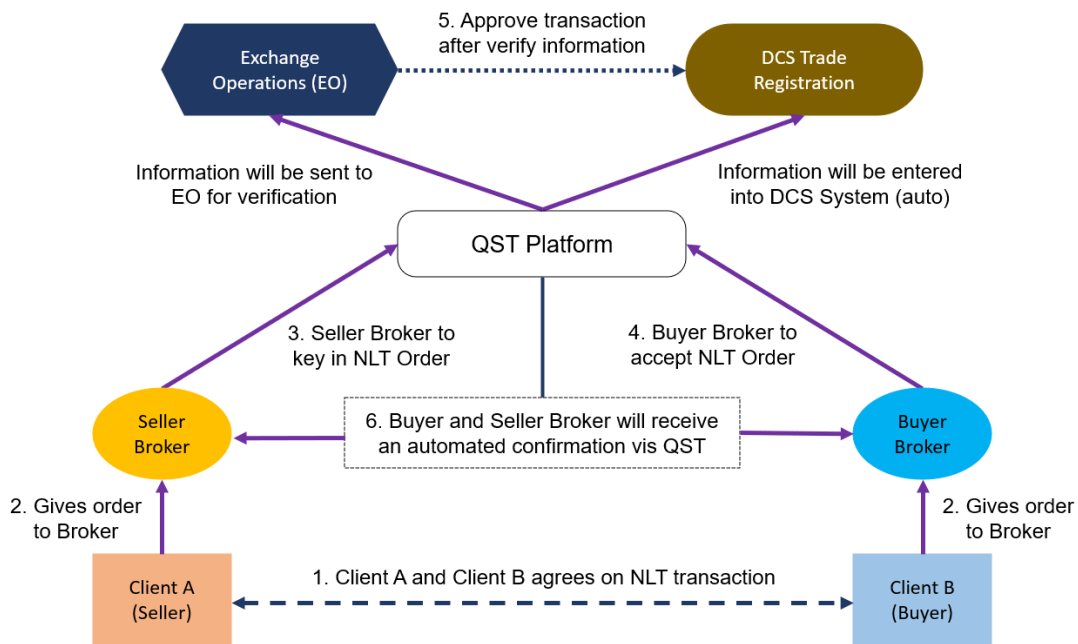 5. Approve transaction
after verify information
Exchange
Operations (EO)
DCS Trade
Registration
Information will be sent to
EO for verification
Information will be entered
into DCS System (auto)
QST Platform
3. Seller Broker to
key in NLT Order
4. Buyer Broker to
accept NLT Order
Seller
Broker
6. Buyer and Seller Broker will receive
an automated confirmation vis QST
Buyer
Broker
2. Gives order
to Broker
2. Gives order
to Broker
Client A
(Seller)
1. Client A and Client B agrees on NLT transaction
Client B
(Buyer)